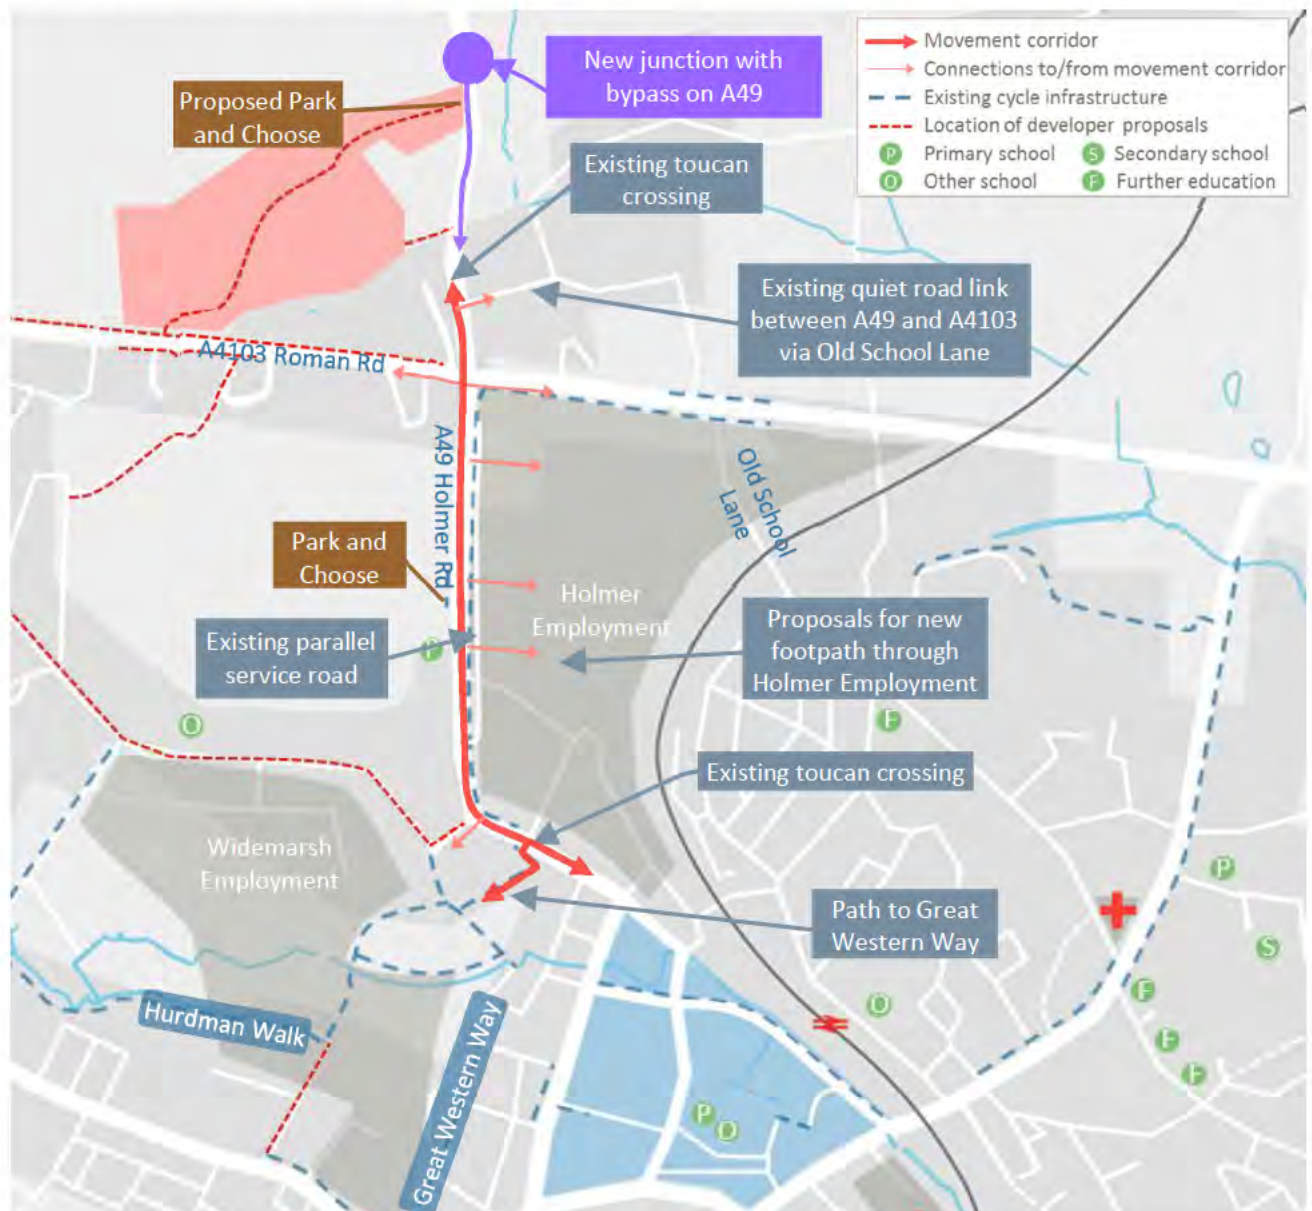 New junction with
bypass on A49
Movement corridor
Connections to/from movement corridor
Existing cycle infrastructure
Location of developer proposals
P Primary school
S Secondary school
O Other school
F Further education
Proposed Park
and Choose
Existing toucan
crossing
Existing quiet road link
between A49 and A4103
via Old School Lane
A4103 Roman Rd
A49 Holmer Rd
Old School
Lane
Park and
Choose
Holmer
Employment
Proposals for new
footpath through
Holmer Employment
Existing parallel
service road
P
O
F
Existing toucan crossing
Widemarsh
Employment
P
Path to Great
Western Way
S
F
O
Hurdman Walk
Great Western Way
F
F
P
O